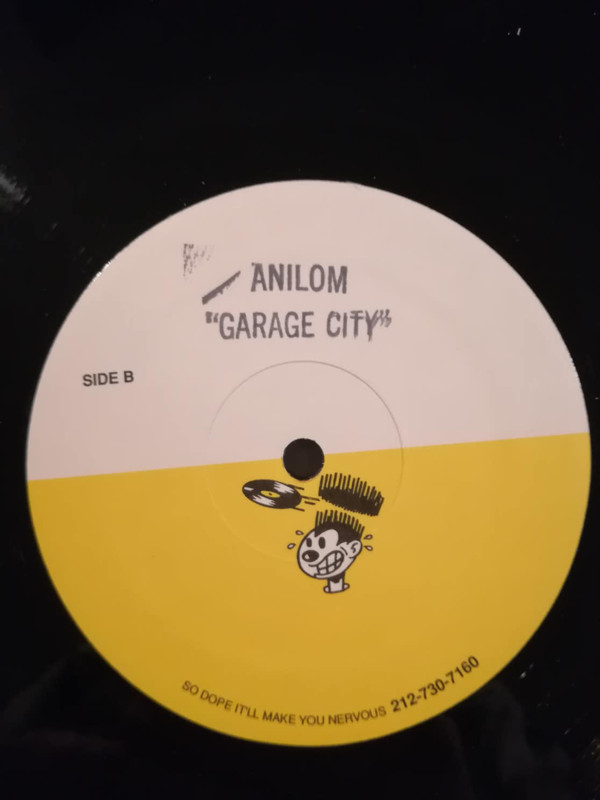 ANILOM
"GARAGE CITY"
SIDE B
SO DOPE IT'LL MAKE YOU NERVOUS 212-730-7160